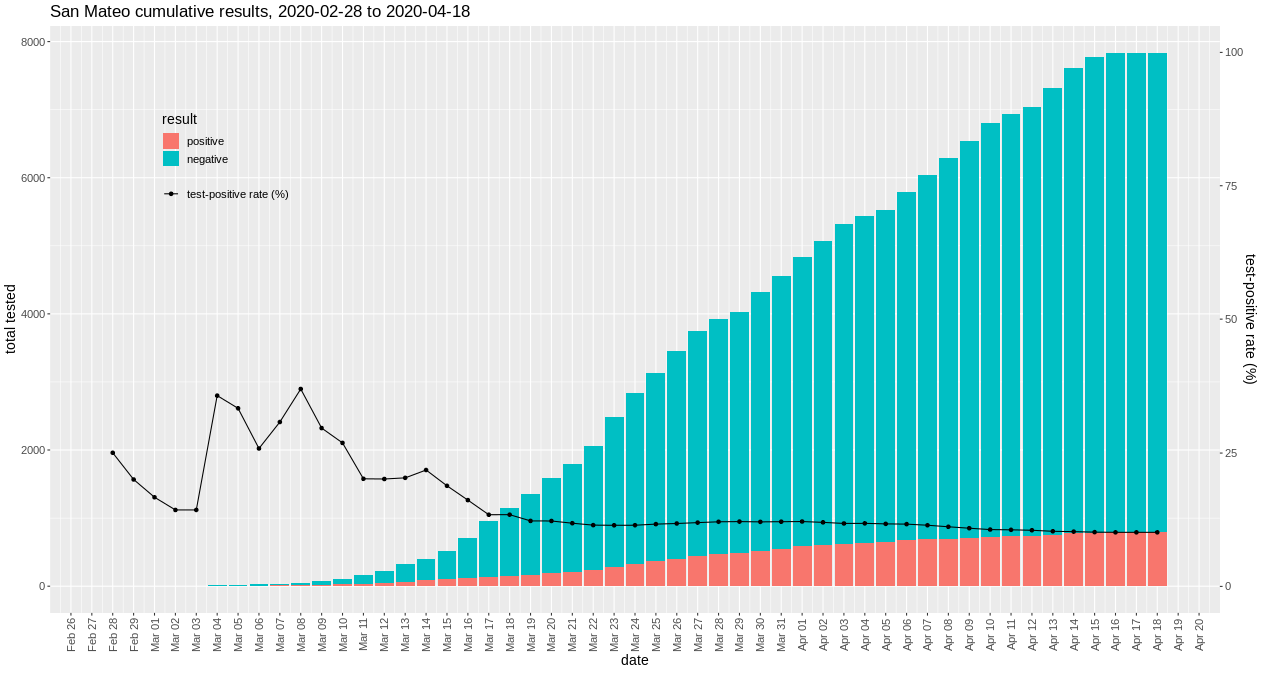 San Mateo cumulative results, 2020-02-28 to 2020-04-18
total tested
8000
6000
4000
2000
0
result
positive
negative
test-positive rate (%)
100
75
50
25
0
test-positive rate (%)
Feb 26
Feb 27
Feb 28
Feb 29
Mar 01
Mar 02
Mar 03
Mar 04
Mar 05
Mar 06
Mar 07
Mar 08
Mar 09
Mar 10
Mar 11
Mar 12
Mar 13
Mar 14
Mar 15
Mar 16
Mar 17
Mar 18
Mar 19
Mar 20
Mar 21
Mar 22
Mar 23
Mar 24
Mar 25
Mar 26
Mar 27
Mar 28
Mar 29
Mar 30
Mar 31
Apr 01
Apr 02
Apr 03
Apr 04
Apr 05
Apr 06
Apr 07
Apr 08
Apr 09
Apr 10
Apr 11
Apr 12
Apr 13
Apr 14
Apr 15
Apr 16
Apr 17
Apr 18
Apr 19
Apr 20
date